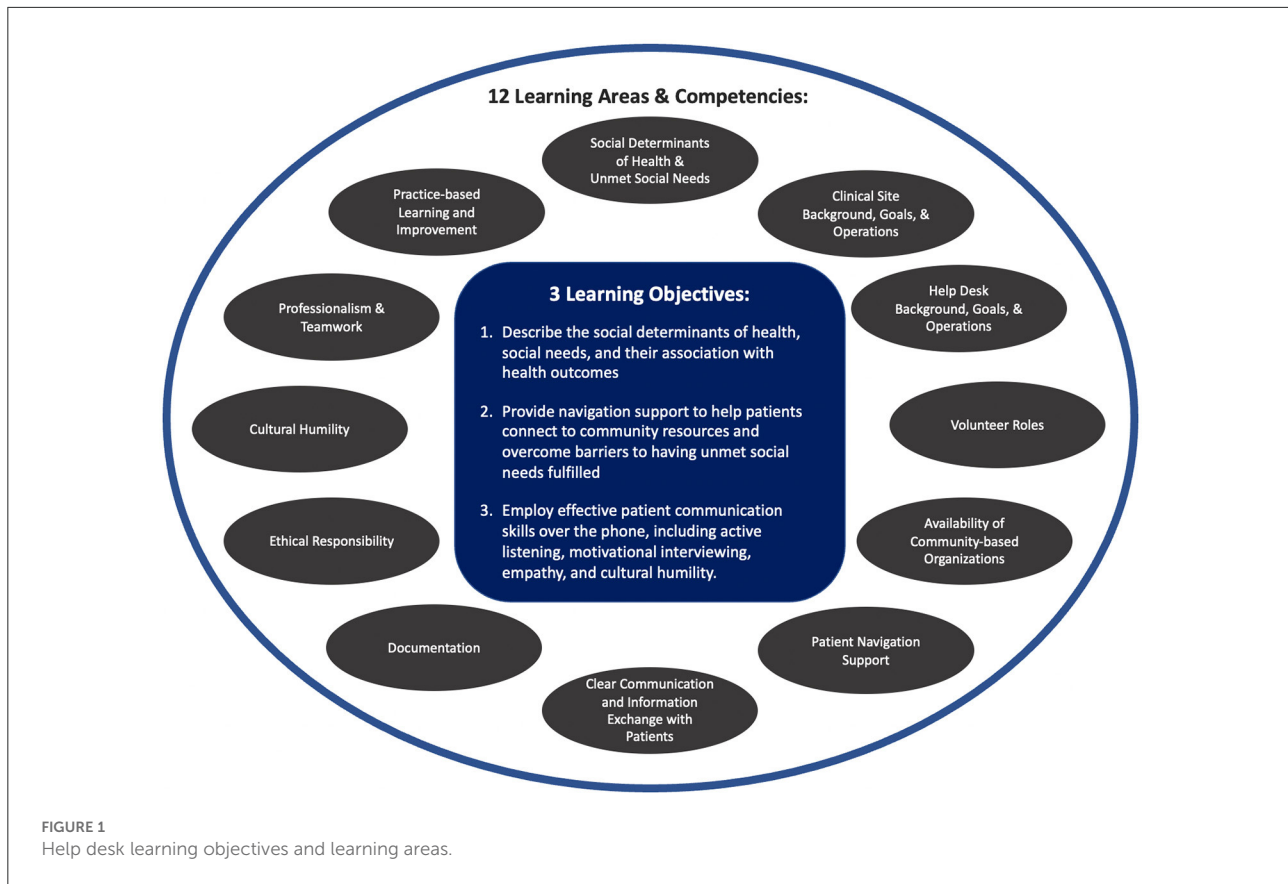 12 Learning Areas & Competencies:
Social Determinants
of Health &
Unmet Social Needs
Clinical Site
Background, Goals, &
Operations
Help Desk
Background, Goals, &
Operations
Volunteer Roles
Availability of
Community-based
Organizations
Patient Navigation
Support
Clear Communication
and Information
Exchange with
Patients
Documentation
Ethical Responsibility
Cultural Humility
Professionalism &
Teamwork
Practice-based
Learning and
Improvement
3 Learning Objectives:
1. Describe the social determinants of health,
social needs, and their association with
health outcomes
2. Provide navigation support to help patients
connect to community resources and
overcome barriers to having unmet social
needs fulfilled
3. Employ effective patient communication
skills over the phone, including active
listening, motivational interviewing,
empathy, and cultural humility.
FIGURE 1
Help desk learning objectives and learning areas.